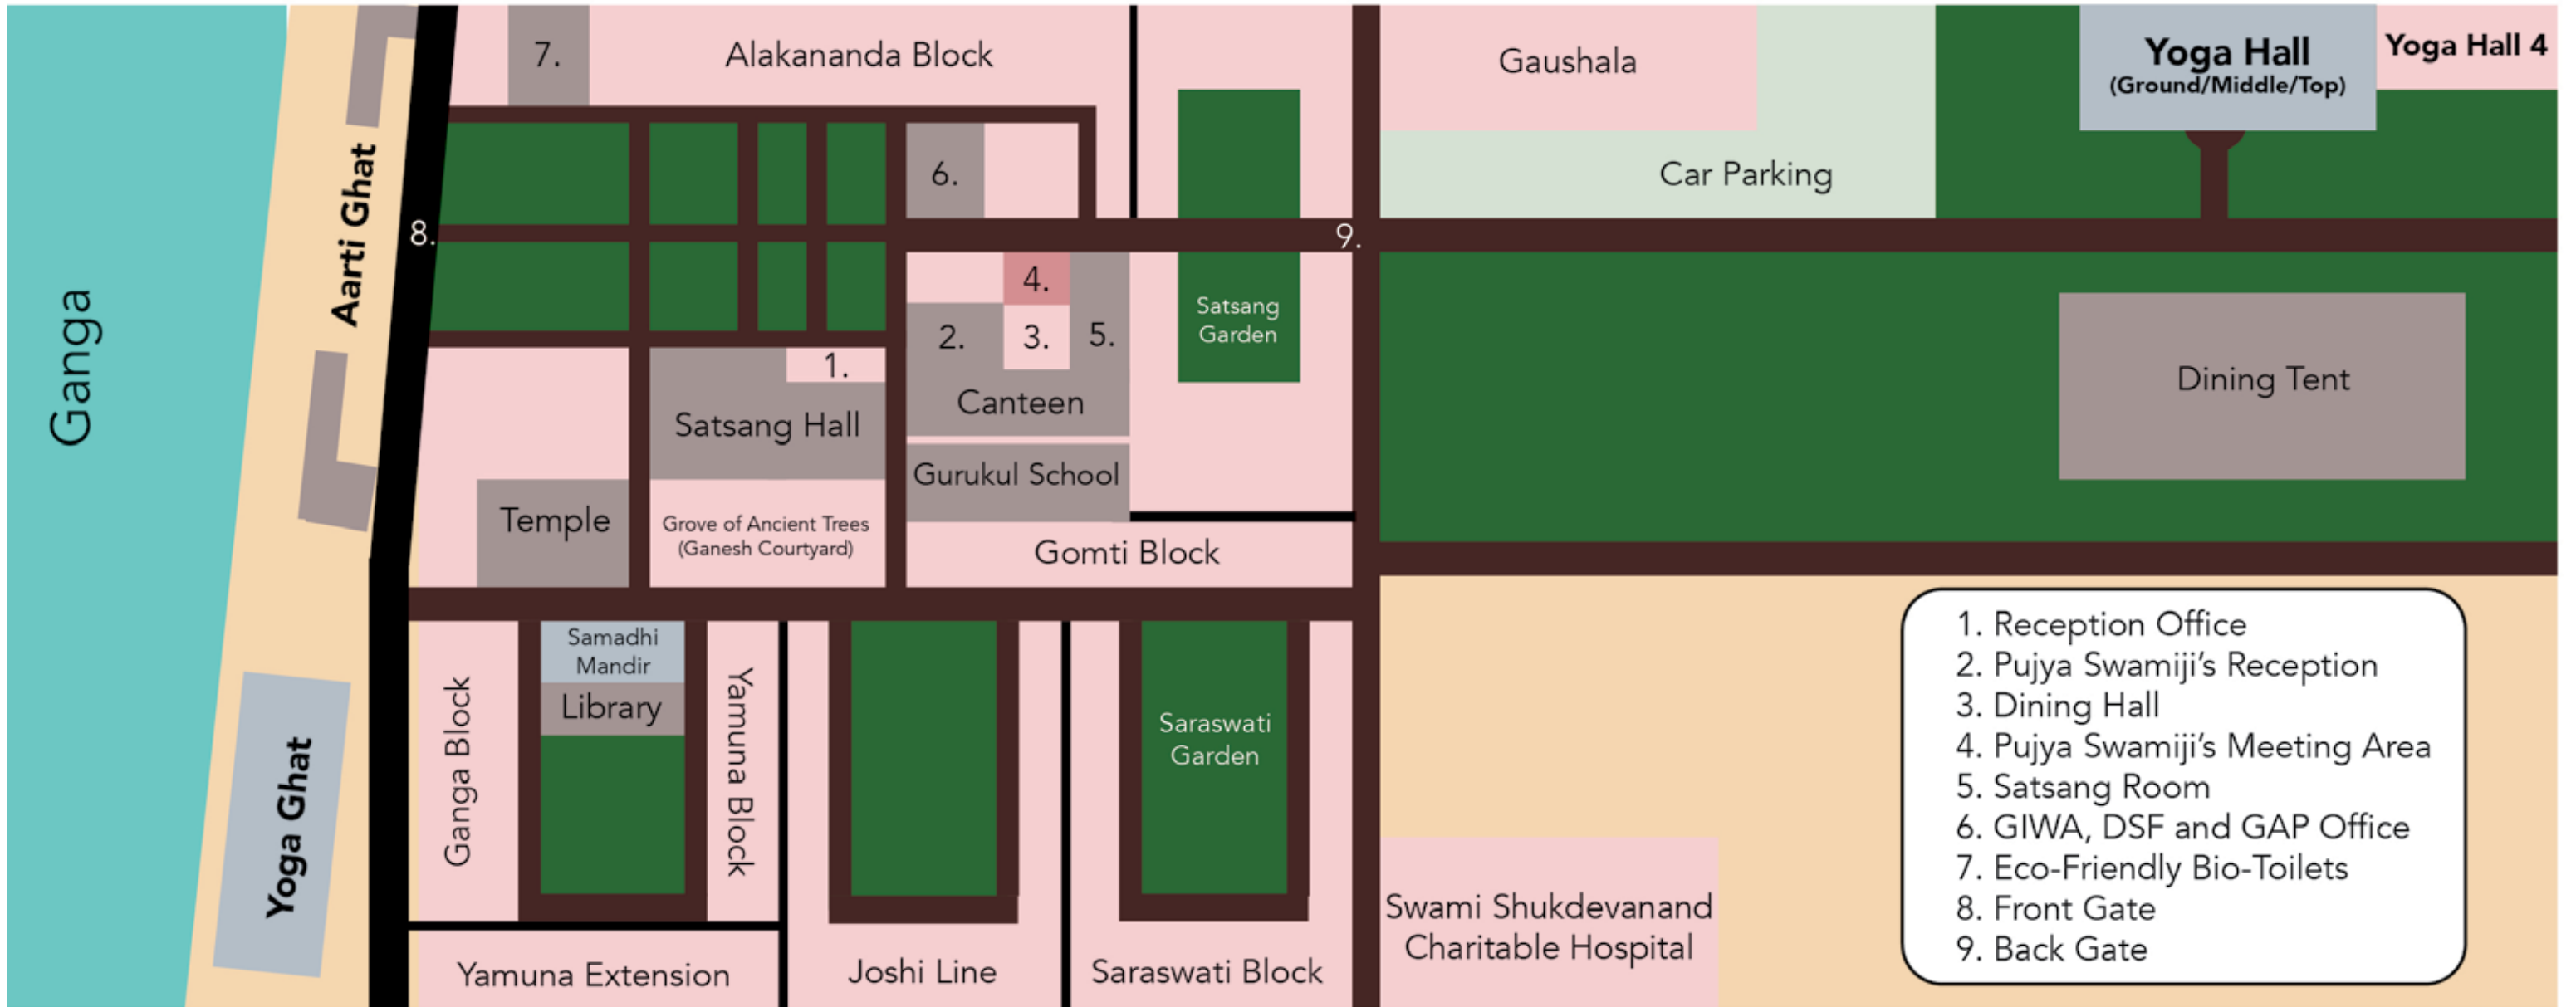 Ganga
Aarti Ghat
Yoga Ghat
7.
Alakananda Block
6.
8.
9.
4.
2.
3.
5.
Canteen
1.
Satsang Hall
Satsang
Garden
Gurukul School
Temple
Grove of Ancient Trees
(Ganesh Courtyard)
Gomti Block
Ganga Block
Samadhi
Mandir
Library
Yamuna Block
Yamuna Extension
Joshi Line
Saraswati
Garden
Saraswati Block
Gaushala
Car Parking
Yoga Hall
(Ground/Middle/Top)
Yoga Hall 4
Dining Tent
Swami Shukdevanand
Charitable Hospital
1. Reception Office
2. Pujya Swamiji's Reception
3. Dining Hall
4. Pujya Swamiji's Meeting Area
5. Satsang Room
6. GIWA, DSF and GAP Office
7. Eco-Friendly Bio-Toilets
8. Front Gate
9. Back Gate